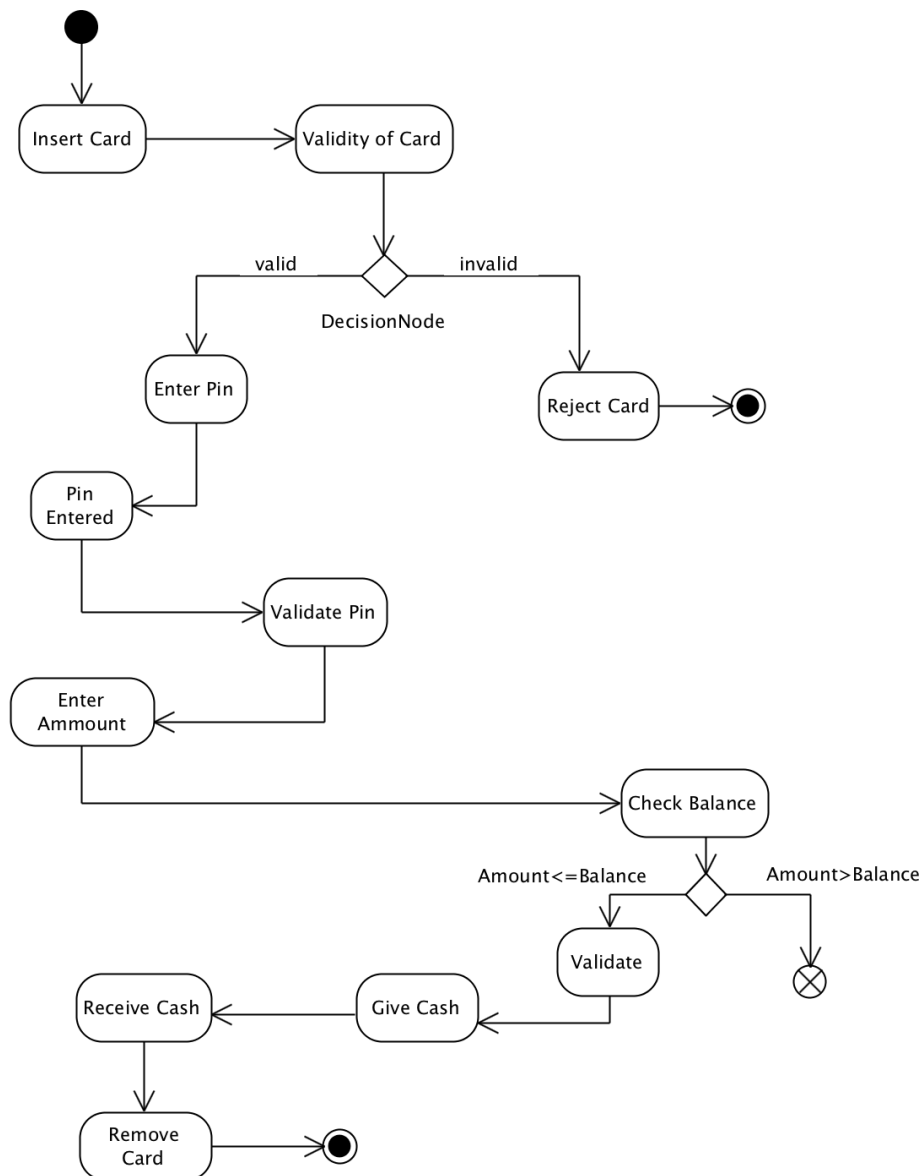 Insert Card
Validity of Card
valid
invalid
DecisionNode
Enter Pin
Reject Card
Pin
Entered
Validate Pin
Enter
Ammount
Check Balance
Amount<=Balance
Amount>Balance
Validate
Receive Cash
Give Cash
Remove
Card